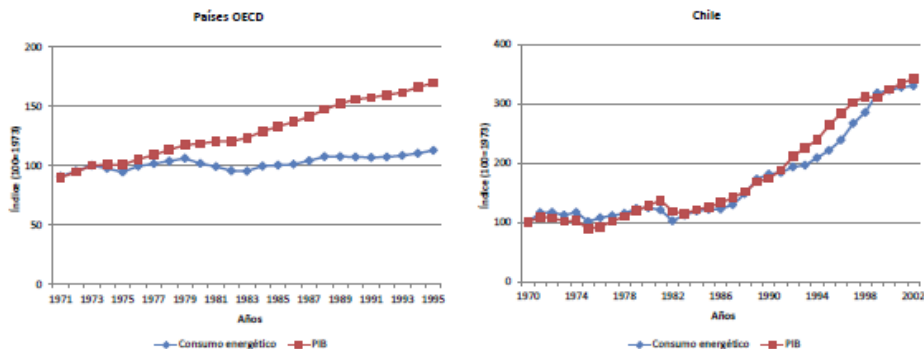 Países OECD
Índice (100=1973)
200
150
100
50
0
1971 1973 1975 1977 1979 1981 1983 1985 1987 1989 1991 1993 1995
Años
Consumo energético PIB
Chile
Índice (100=1973)
400
300
200
100
0
1970 1974 1978 1982 1986 1990 1994 1998 2002
Años
Consumo energético PIB